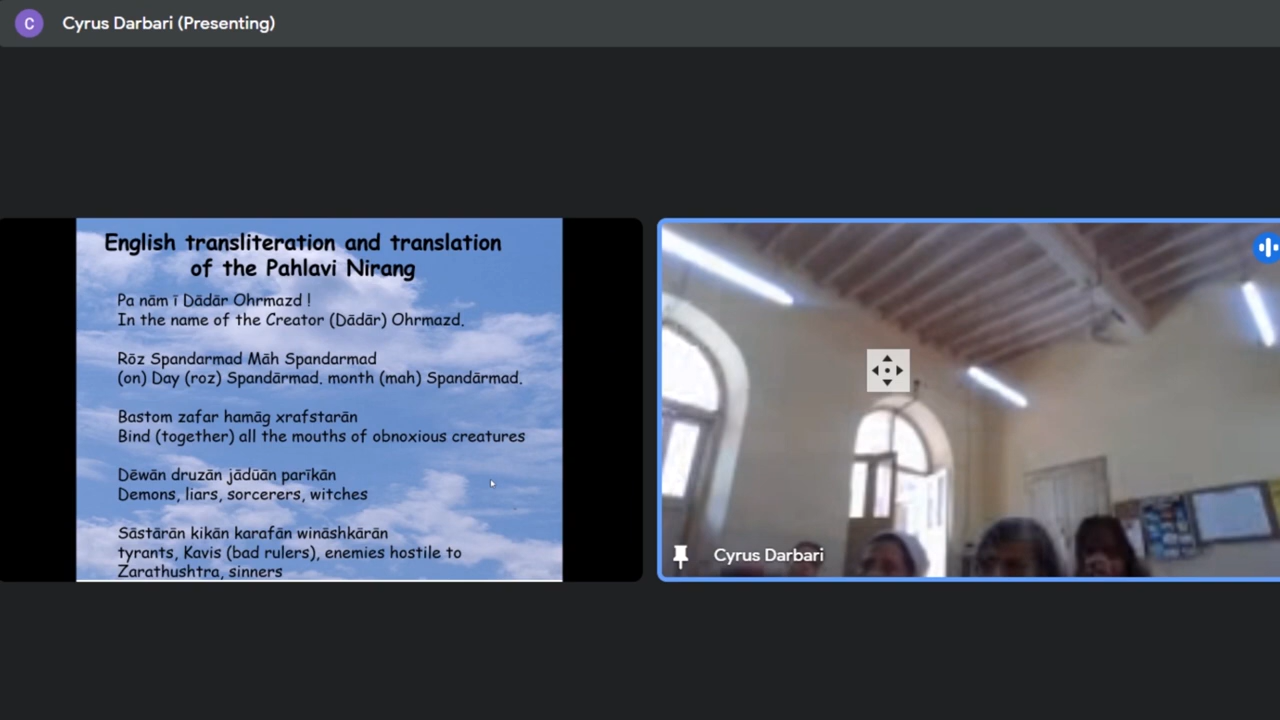 C Cyrus Darbari (Presenting)
English transliteration and translation
of the Pahlavi Nirang
Pa nām ī Dādār Ohrmazd !
In the name of the Creator (Dādār) Ohrmazd.
Rōz Spandarmad Māh Spandarmad
(on) Day (roz) Spandārmad. month (mah) Spandārmad.
Bastom zafar hamāg xrafstarān
Bind (together) all the mouths of obnoxious creatures
Dēwān druzān jādūān parīkān
Demons, liars, sorcerers, witches
Sāstārān kikān karafān wināshkārān
tyrants, Kavis (bad rulers), enemies hostile to
Zarathushtra, sinners
Cyrus Darbari